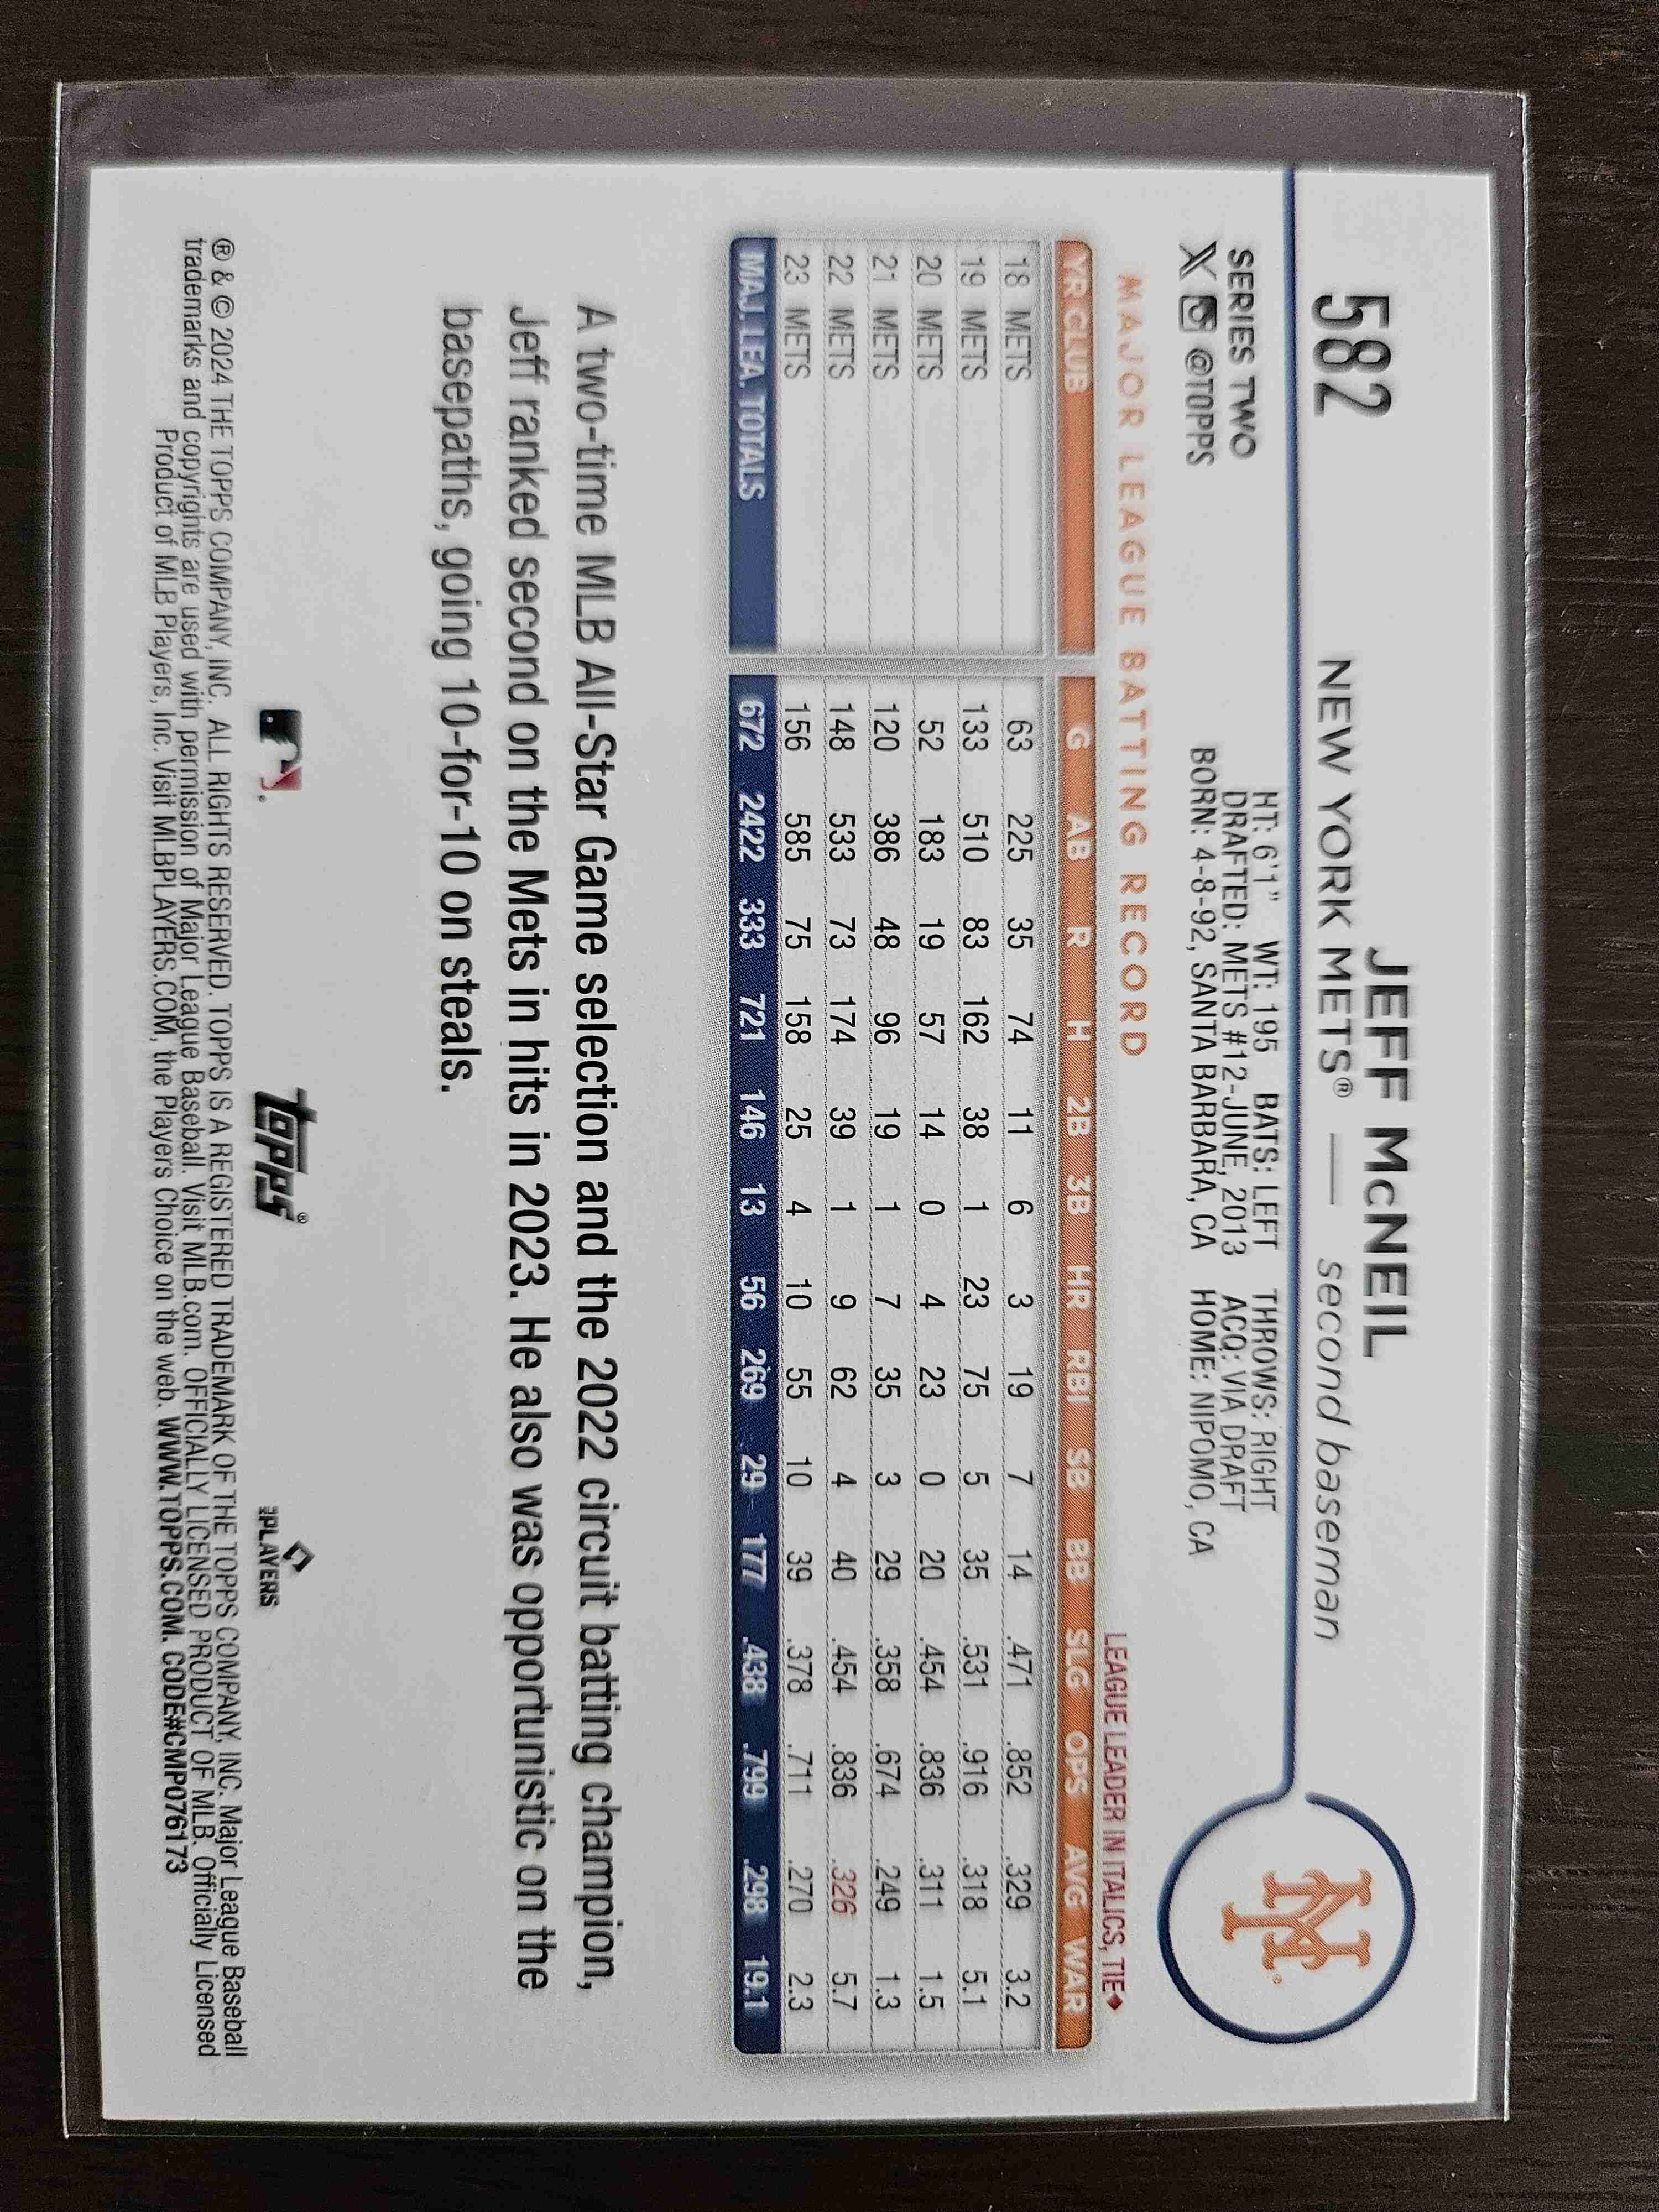 582
JEFF McNEIL
NEW YORK METS® — second baseman
SERIES TWO
X @TOPPS
HT: 6'1" WT: 195 BATS: LEFT THROWS: RIGHT
DRAFTED: METS #12-JUNE, 2013 ACQ: VIA DRAFT
BORN: 4-8-92, SANTA BARBARA, CA HOME: NIPOMO, CA
NY
MAJOR LEAGUE BATTING RECORD
LEAGUE LEADER IN ITALICS, TIE◆
YR CLUB G AB R H 2B 3B HR RBI SB BB SLG OPS AVG WAR
18 METS 63 225 35 74 11 6 3 19 7 14 .471 .852 .329 3.2
19 METS 133 510 83 162 38 1 23 75 5 35 .531 .916 .318 5.1
20 METS 52 183 19 57 14 0 4 23 0 20 .454 .836 .311 1.5
21 METS 120 386 48 96 19 1 7 35 3 29 .358 .674 .249 1.3
22 METS 148 533 73 174 39 1 9 62 4 40 .454 .836 .326 5.7
23 METS 156 585 75 158 25 4 10 55 10 39 .378 .711 .270 2.3
MAJ. LEA. TOTALS 672 2422 333 721 146 13 56 269 29 177 .438 .799 .298 19.1
A two-time MLB All-Star Game selection and the 2022 circuit batting champion,
Jeff ranked second on the Mets in hits in 2023. He also was opportunistic on the
basepaths, going 10-for-10 on steals.
topps®
PLAYERS
® & © 2024 THE TOPPS COMPANY, INC. ALL RIGHTS RESERVED. TOPPS IS A REGISTERED TRADEMARK OF THE TOPPS COMPANY, INC. Major League Baseball
trademarks and copyrights are used with permission of Major League Baseball. Visit MLB.com. OFFICIALLY LICENSED PRODUCT OF MLB. Officially Licensed
Product of MLB Players, Inc. Visit MLBPLAYERS.COM, the Players Choice on the web. WWW.TOPPS.COM. CODE#CMP076173